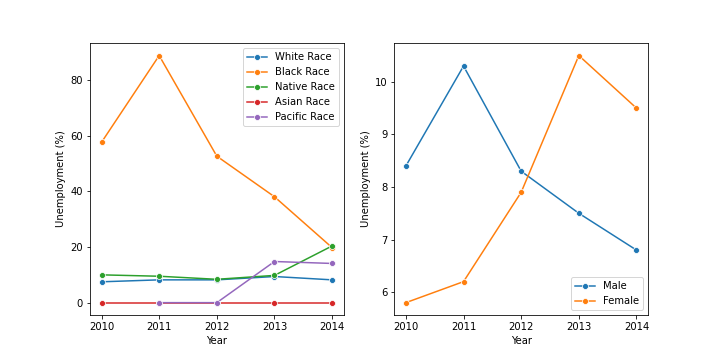 White Race
Black Race
Native Race
Asian Race
Pacific Race
80
60
40
20
0
Unemployment (%)
2010 2011 2012 2013 2014
Year
10
9
8
7
6
Unemployment (%)
Male
Female
2010 2011 2012 2013 2014
Year